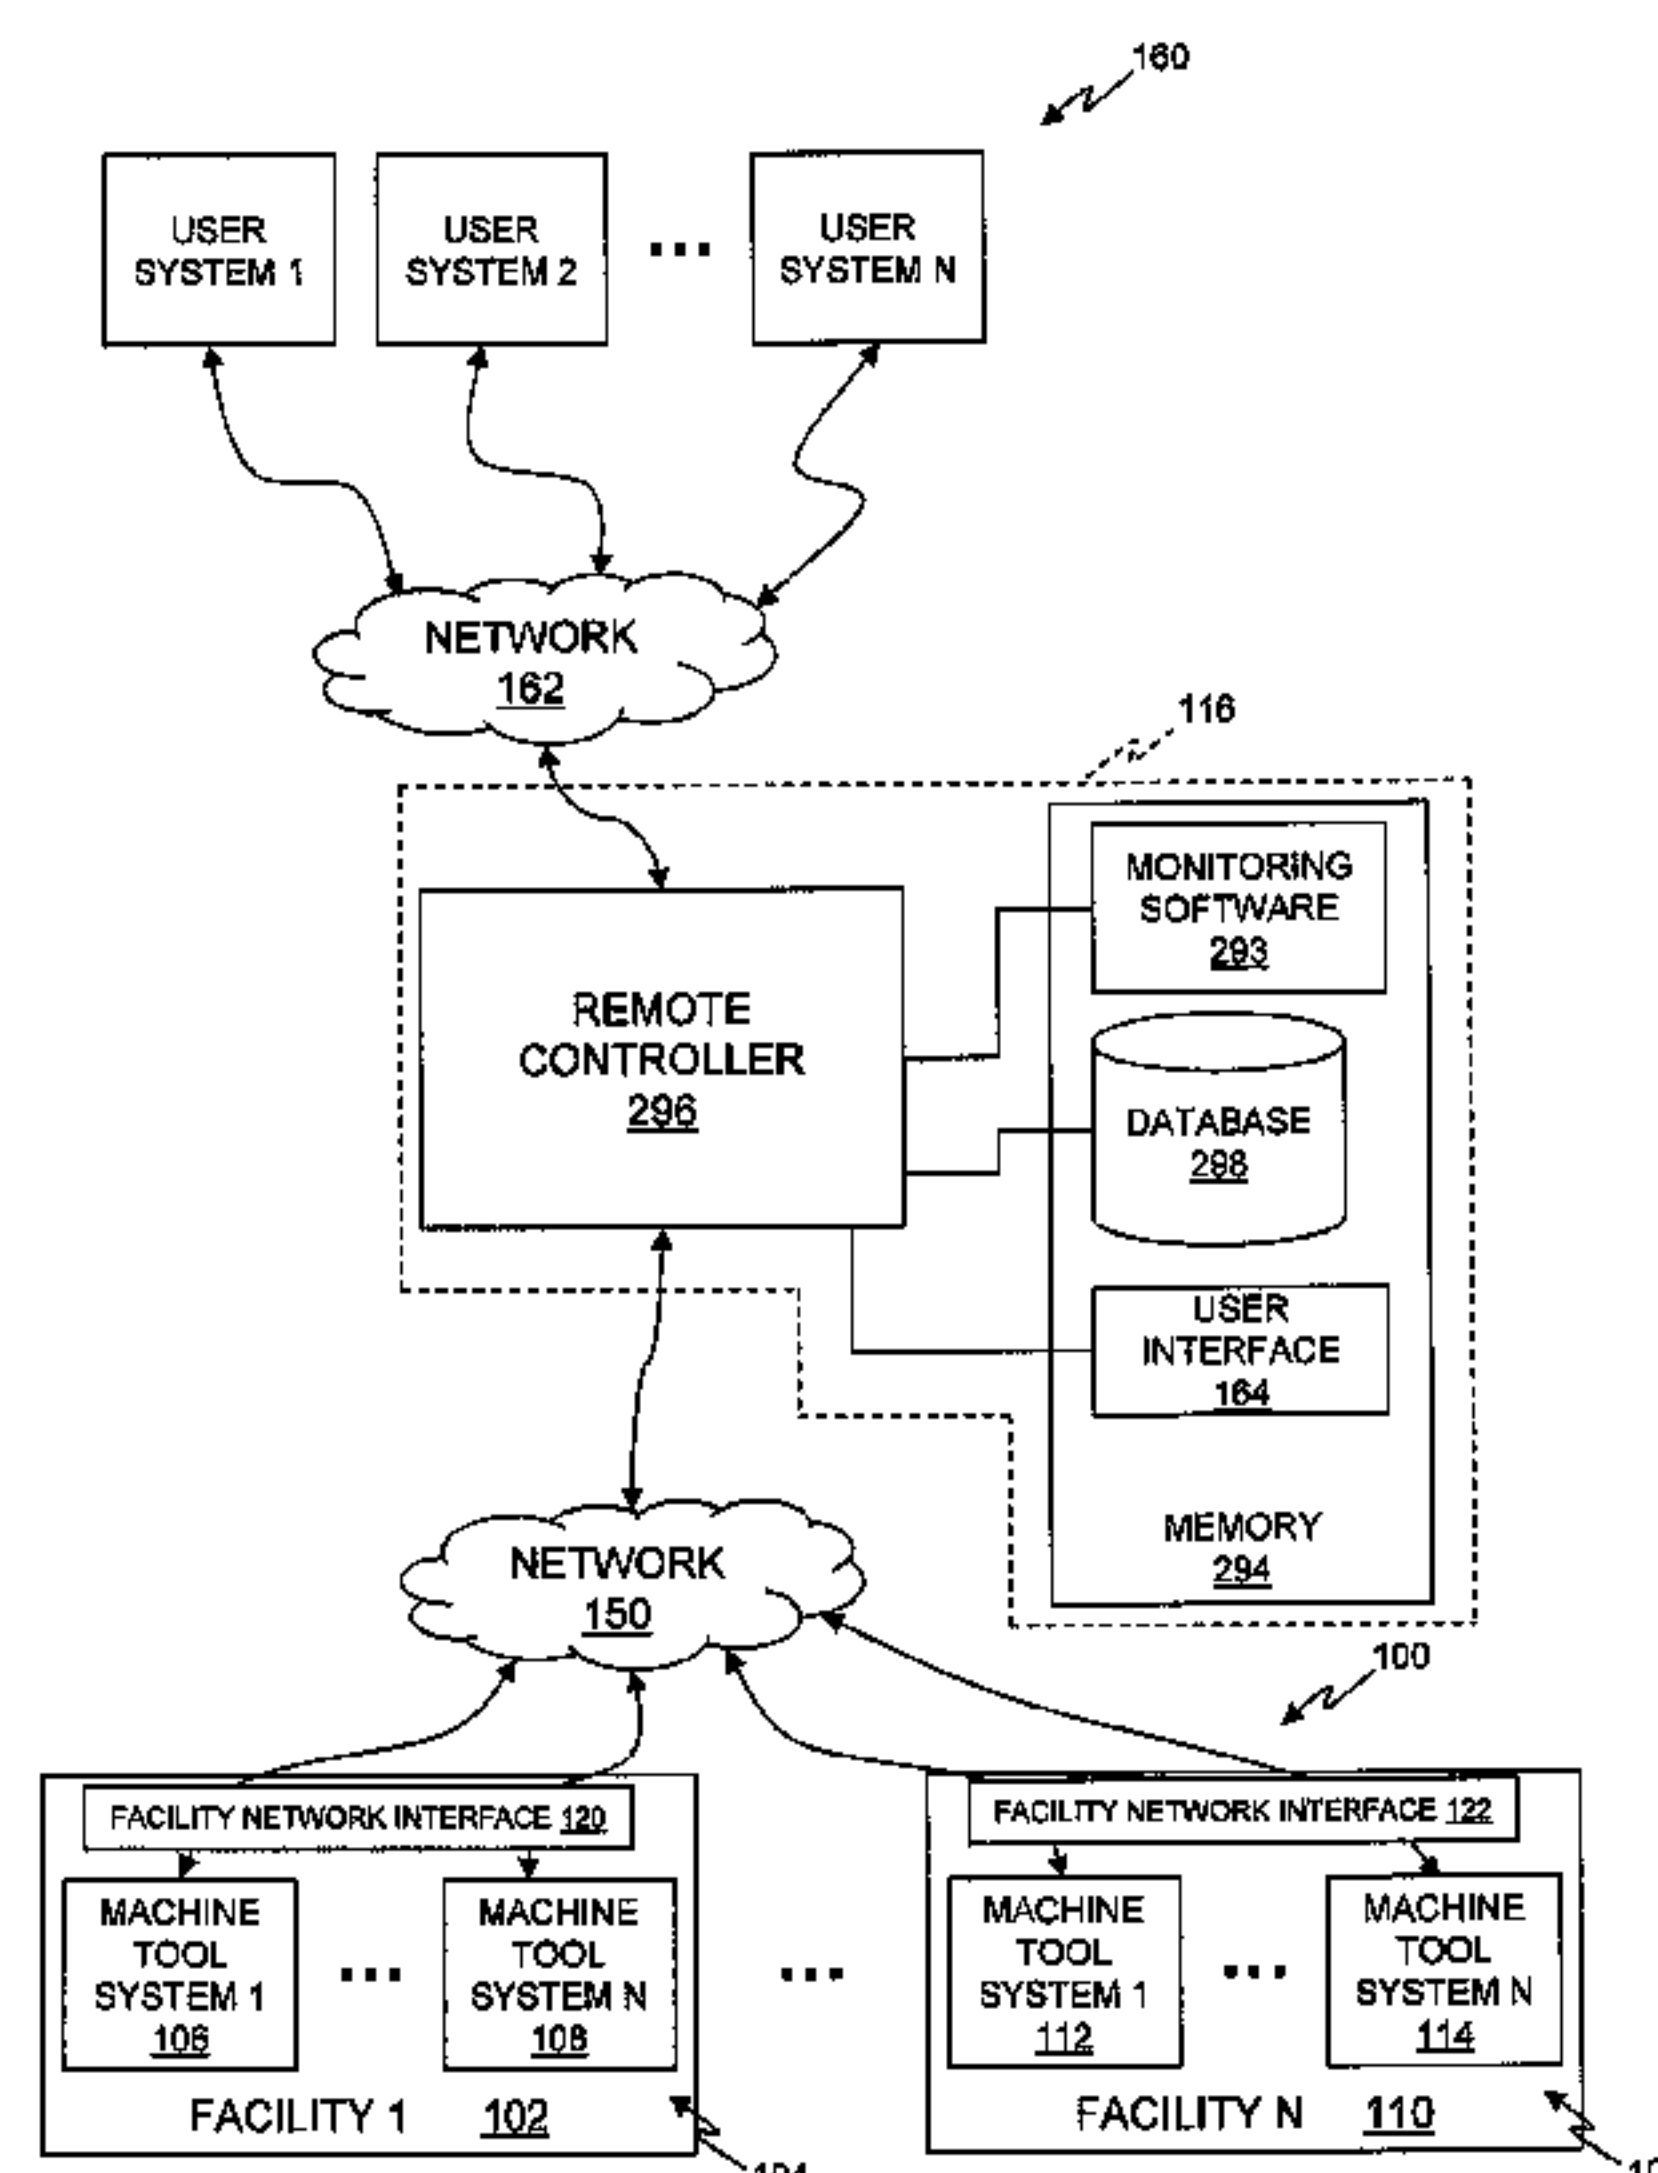 160
USER
SYSTEM 1
USER
SYSTEM 2
...
USER
SYSTEM N
NETWORK
162
116
MONITORING
SOFTWARE
293
REMOTE
CONTROLLER
296
DATABASE
298
USER
INTERFACE
164
MEMORY
294
NETWORK
150
100
FACILITY NETWORK INTERFACE 120
MACHINE
TOOL
SYSTEM 1
106
...
MACHINE
TOOL
SYSTEM N
108
FACILITY 1 102
...
FACILITY NETWORK INTERFACE 122
MACHINE
TOOL
SYSTEM 1
112
...
MACHINE
TOOL
SYSTEM N
114
FACILITY N 110